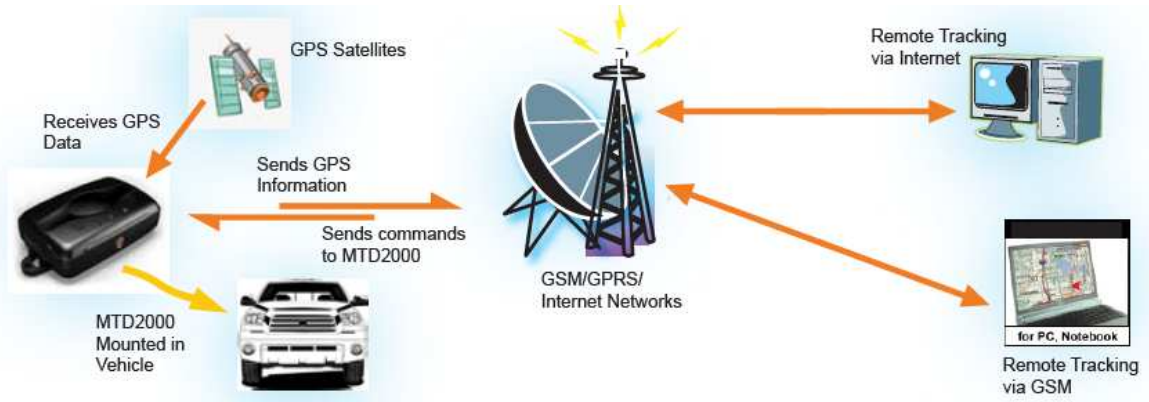 GPS Satellites
Receives GPS
Data
Sends GPS
Information
Sends commands
to MTD2000
MTD2000
Mounted in
Vehicle
GSM/GPRS/
Internet Networks
Remote Tracking
via Internet
for PC, Notebook
Remote Tracking
via GSM